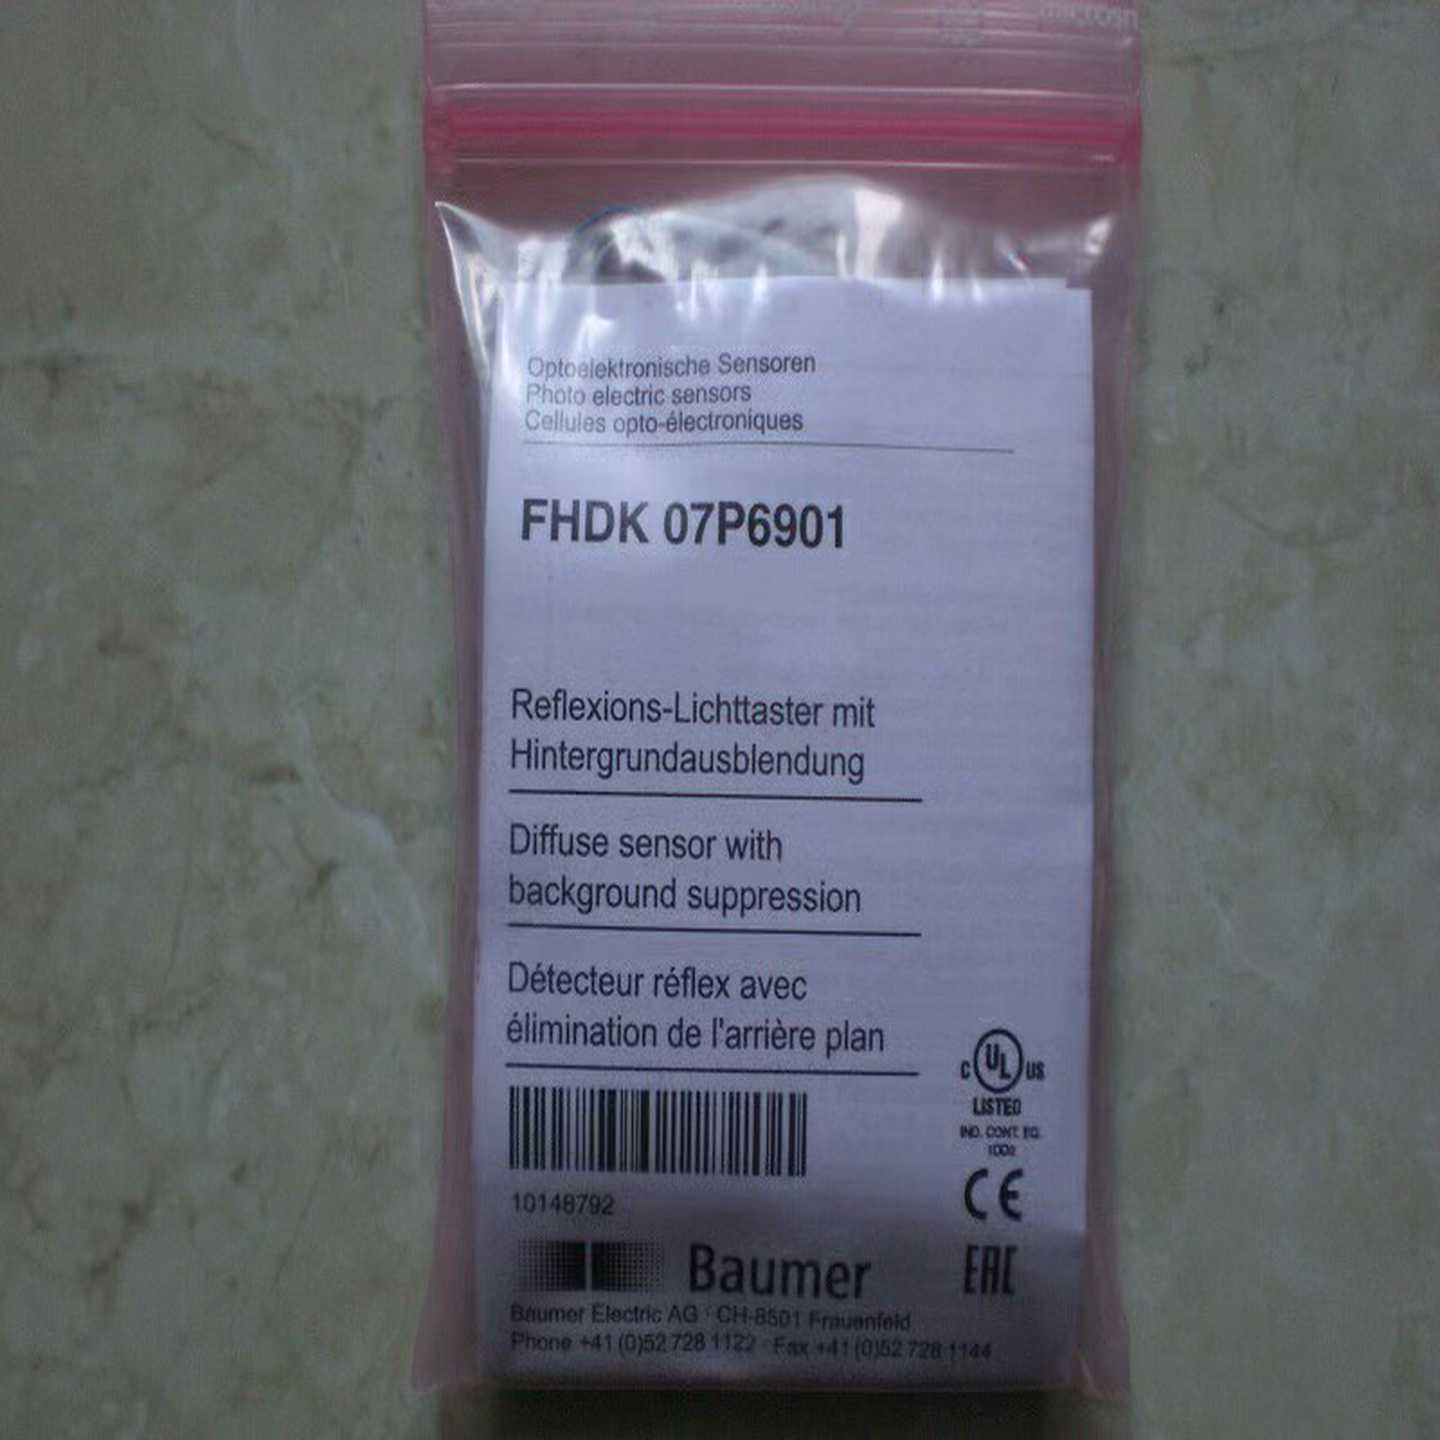 Optoelektronische Sensoren
Photo electric sensors
Cellules opto-électroniques
FHDK 07P6901
Reflexions-Lichttaster mit
Hintergrundausblendung
Diffuse sensor with
background suppression
Détecteur réflex avec
élimination de l'arrière plan
C UL US
LISTED
IND. CONT. EQ.
10148792
CE
Baumer
EAC
Baumer Electric AG · CH-8501 Frauenfeld
Phone +41 (0)52 728 1122 · Fax +41 (0)52 728 1144